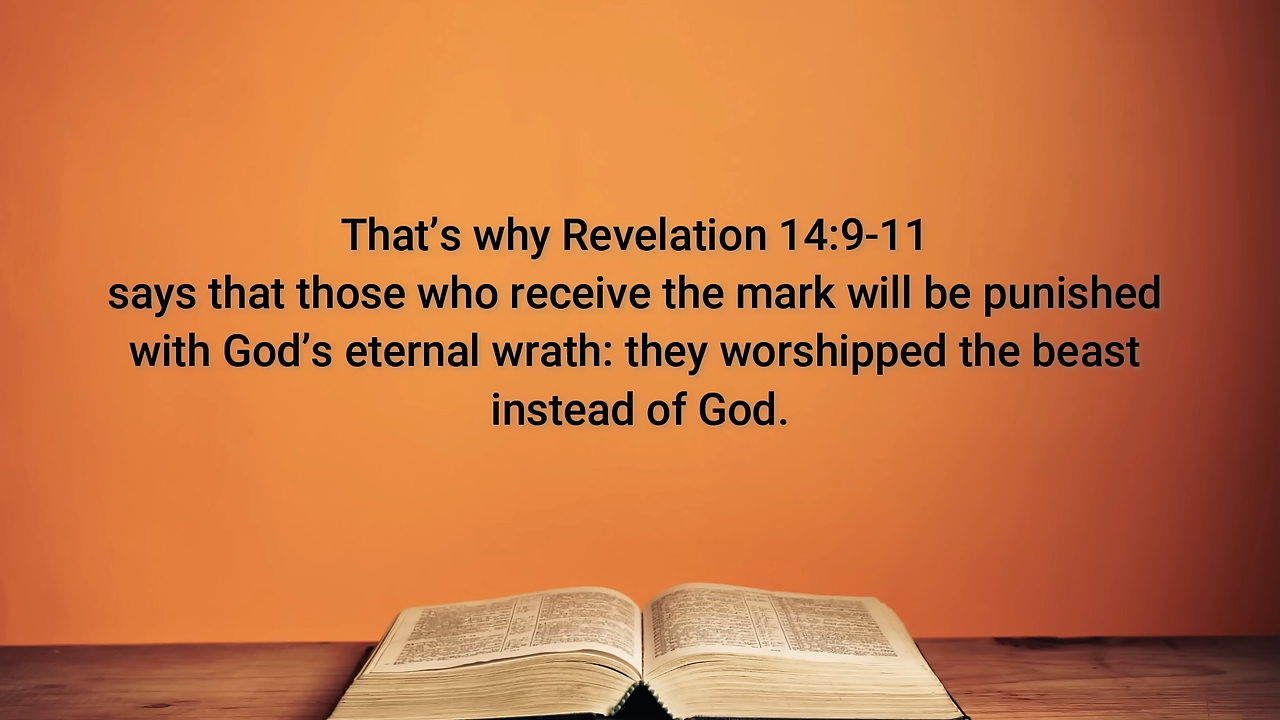 That’s why Revelation 14:9-11
says that those who receive the mark will be punished
with God’s eternal wrath: they worshipped the beast
instead of God.